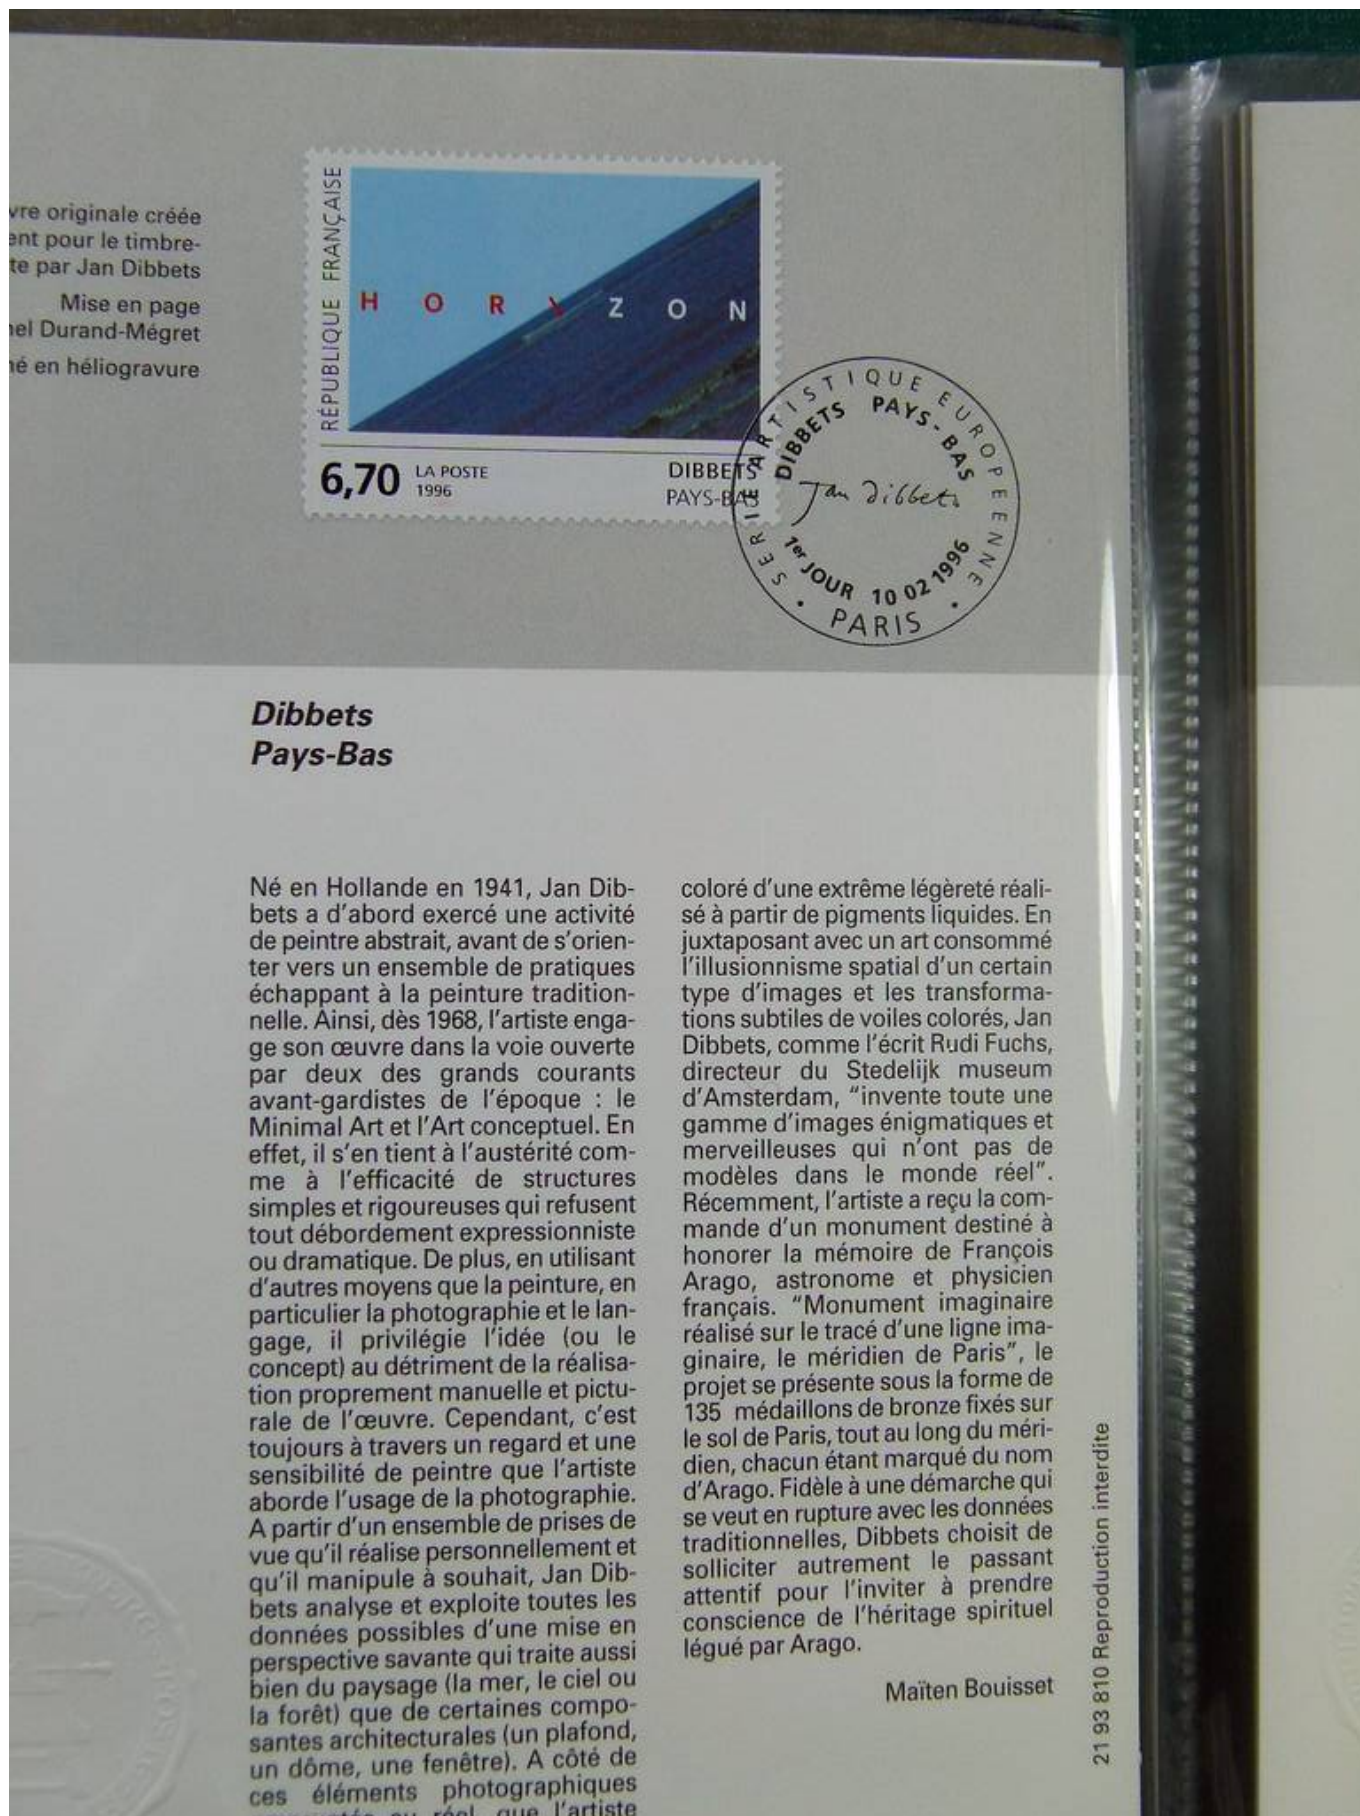 vre originale créée
ent pour le timbre-
te par Jan Dibbets
Mise en page
nel Durand-Mégret
né en héliogravure
RÉPUBLIQUE FRANÇAISE
HORIZON
6,70 LA POSTE
1996
DIBBETS
PAYS-BAS
SERIE ARTISTIQUE EUROPEENNE
DIBBETS PAYS-BAS
Jan Dibbets
1er JOUR 10 02 1996
• PARIS •
Dibbets
Pays-Bas
Né en Hollande en 1941, Jan Dib-
bets a d'abord exercé une activité
de peintre abstrait, avant de s'orien-
ter vers un ensemble de pratiques
échappant à la peinture tradition-
nelle. Ainsi, dès 1968, l'artiste enga-
ge son œuvre dans la voie ouverte
par deux des grands courants
avant-gardistes de l'époque : le
Minimal Art et l'Art conceptuel. En
effet, il s'en tient à l'austérité com-
me à l'efficacité de structures
simples et rigoureuses qui refusent
tout débordement expressionniste
ou dramatique. De plus, en utilisant
d'autres moyens que la peinture, en
particulier la photographie et le lan-
gage, il privilégie l'idée (ou le
concept) au détriment de la réalisa-
tion proprement manuelle et pictu-
rale de l'œuvre. Cependant, c'est
toujours à travers un regard et une
sensibilité de peintre que l'artiste
aborde l'usage de la photographie.
A partir d'un ensemble de prises de
vue qu'il réalise personnellement et
qu'il manipule à souhait, Jan Dib-
bets analyse et exploite toutes les
données possibles d'une mise en
perspective savante qui traite aussi
bien du paysage (la mer, le ciel ou
la forêt) que de certaines compo-
santes architecturales (un plafond,
un dôme, une fenêtre). A côté de
ces éléments photographiques
réel, que l'artiste
coloré d'une extrême légèreté réali-
sé à partir de pigments liquides. En
juxtaposant avec un art consommé
l'illusionnisme spatial d'un certain
type d'images et les transforma-
tions subtiles de voiles colorés, Jan
Dibbets, comme l'écrit Rudi Fuchs,
directeur du Stedelijk museum
d'Amsterdam, "invente toute une
gamme d'images énigmatiques et
merveilleuses qui n'ont pas de
modèles dans le monde réel".
Récemment, l'artiste a reçu la com-
mande d'un monument destiné à
honorer la mémoire de François
Arago, astronome et physicien
français. "Monument imaginaire
réalisé sur le tracé d'une ligne ima-
ginaire, le méridien de Paris", le
projet se présente sous la forme de
135 médaillons de bronze fixés sur
le sol de Paris, tout au long du méri-
dien, chacun étant marqué du nom
d'Arago. Fidèle à une démarche qui
se veut en rupture avec les données
traditionnelles, Dibbets choisit de
solliciter autrement le passant
attentif pour l'inviter à prendre
conscience de l'héritage spirituel
légué par Arago.
Maïten Bouisset
21 93 810 Reproduction interdite